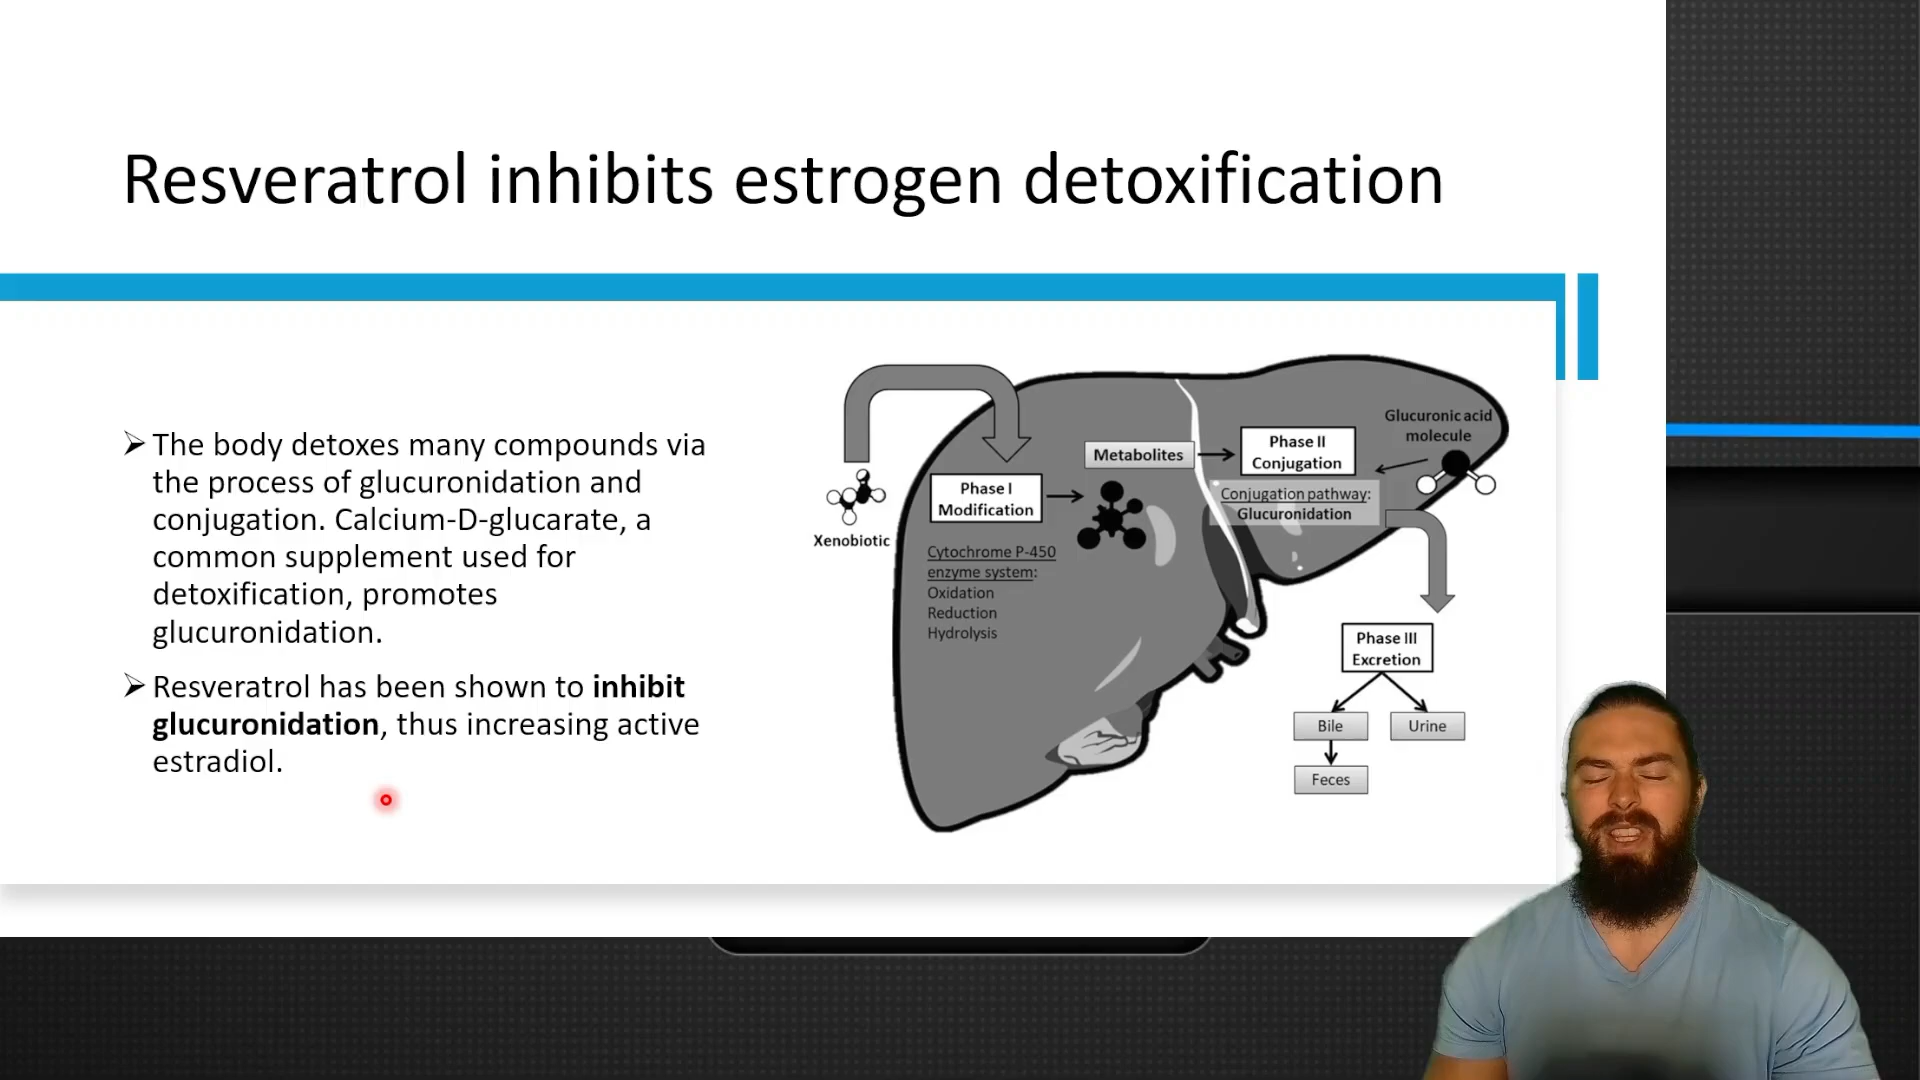 Resveratrol inhibits estrogen detoxification
➢ The body detoxes many compounds via
the process of glucuronidation and
conjugation. Calcium-D-glucarate, a
common supplement used for
detoxification, promotes
glucuronidation.
➢ Resveratrol has been shown to inhibit
glucuronidation, thus increasing active
estradiol.
Xenobiotic
Phase I
Modification
Cytochrome P-450
enzyme system:
Oxidation
Reduction
Hydrolysis
Metabolites
Phase II
Conjugation
Conjugation pathway:
Glucuronidation
Glucuronic acid
molecule
Phase III
Excretion
Bile
Urine
Feces